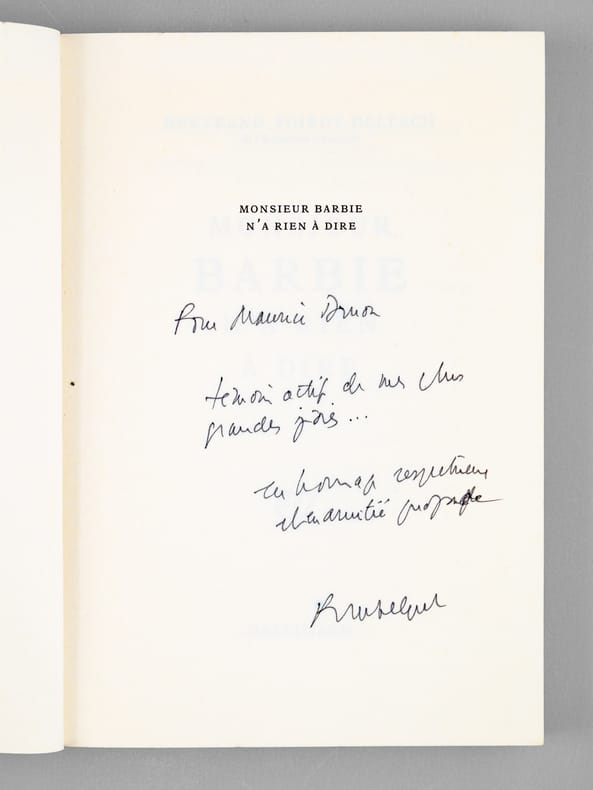 MONSIEUR BARBIE
N'A RIEN À DIRE
Pour Maurice Druon
témoin actif de mes plus
grandes joies...
en hommage respectueux
et en amitié